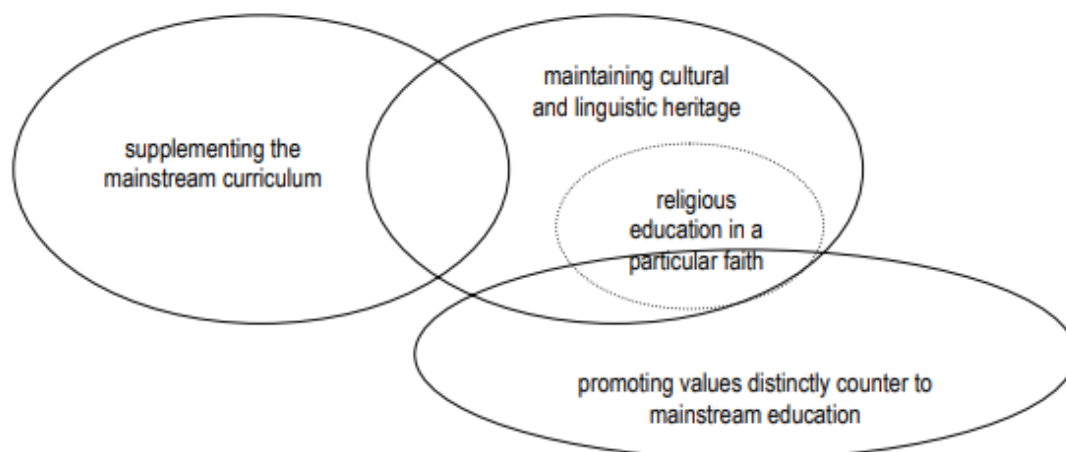 supplementing the
mainstream curriculum
maintaining cultural
and linguistic heritage
religious
education in a
particular faith
promoting values distinctly counter to
mainstream education